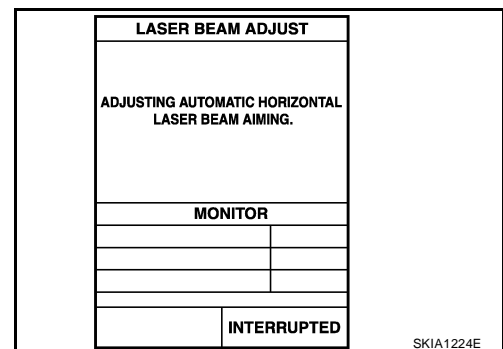 LASER BEAM ADJUST
ADJUSTING AUTOMATIC HORIZONTAL
LASER BEAM AIMING.
MONITOR
INTERRUPTED
SKIA1224E